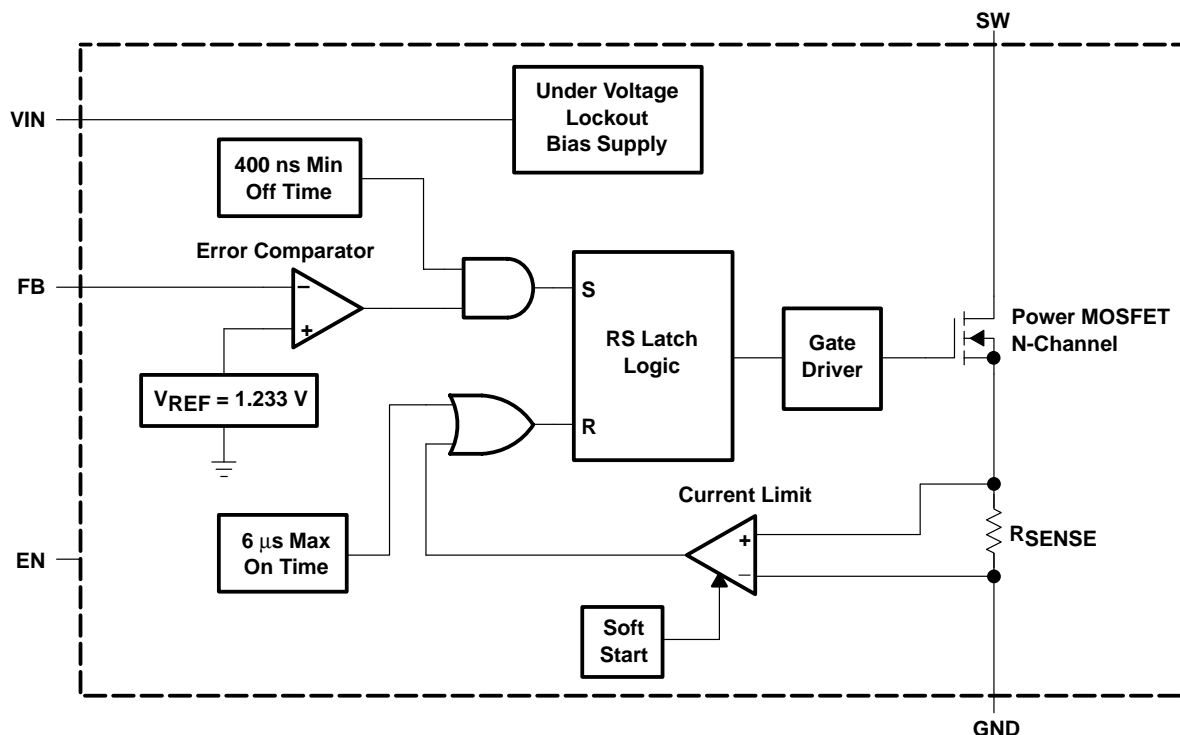 SW
VIN
Under Voltage
Lockout
Bias Supply
400 ns Min
Off Time
Error Comparator
FB
−
+
S
RS Latch
Logic
R
Gate
Driver
Power MOSFET
N-Channel
VREF = 1.233 V
Current Limit
6 μs Max
On Time
EN
+
−
RSENSE
Soft
Start
GND